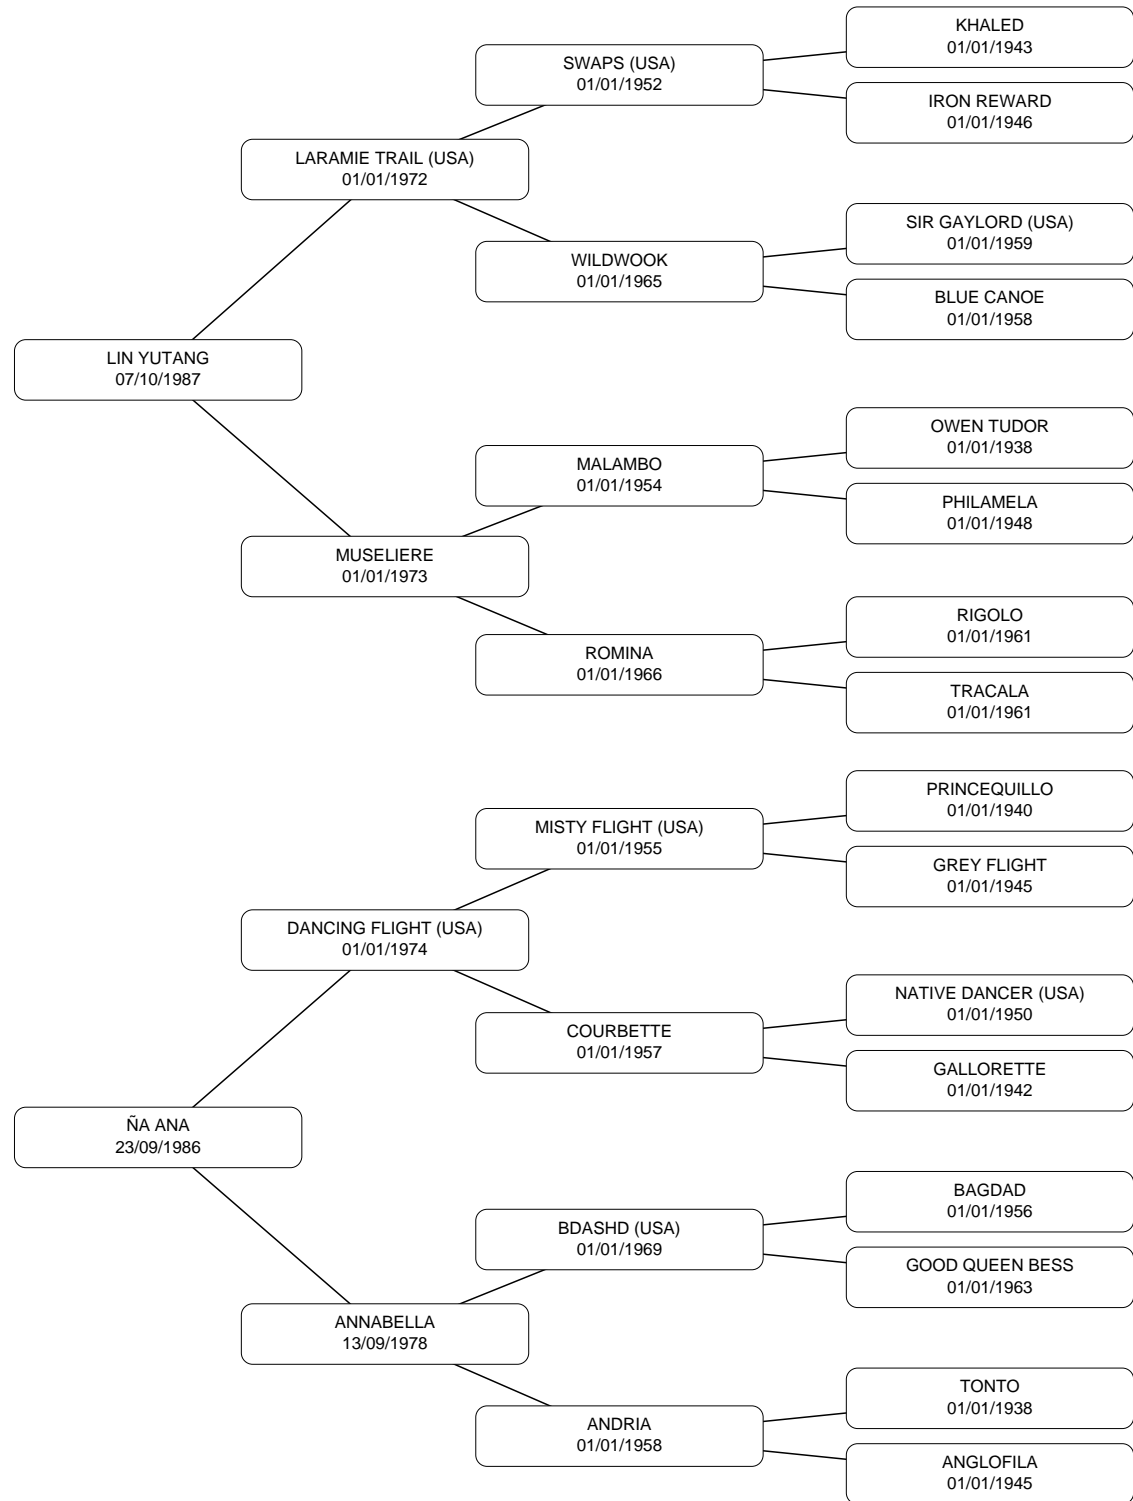 KHALED
01/01/1943
SWAPS (USA)
01/01/1952
IRON REWARD
01/01/1946
LARAMIE TRAIL (USA)
01/01/1972
SIR GAYLORD (USA)
01/01/1959
WILDWOOK
01/01/1965
BLUE CANOE
01/01/1958
LIN YUTANG
07/10/1987
OWEN TUDOR
01/01/1938
MALAMBO
01/01/1954
PHILAMELA
01/01/1948
MUSELIERE
01/01/1973
RIGOLO
01/01/1961
ROMINA
01/01/1966
TRACALA
01/01/1961
PRINCEQUILLO
01/01/1940
MISTY FLIGHT (USA)
01/01/1955
GREY FLIGHT
01/01/1945
DANCING FLIGHT (USA)
01/01/1974
NATIVE DANCER (USA)
01/01/1950
COURBETTE
01/01/1957
GALLORETTE
01/01/1942
ÑA ANA
23/09/1986
BAGDAD
01/01/1956
BDASHD (USA)
01/01/1969
GOOD QUEEN BESS
01/01/1963
ANNABELLA
13/09/1978
TONTO
01/01/1938
ANDRIA
01/01/1958
ANGLOFILA
01/01/1945